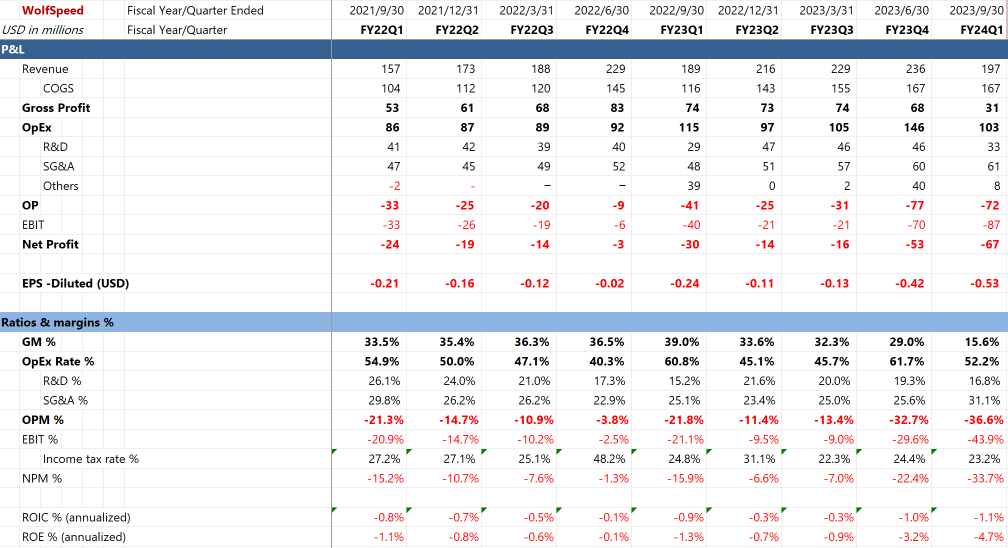 WolfSpeed Fiscal Year/Quarter Ended 2021/9/30 2021/12/31 2022/3/31 2022/6/30 2022/9/30 2022/12/31 2023/3/31 2023/6/30 2023/9/30
USD in millions Fiscal Year/Quarter FY22Q1 FY22Q2 FY22Q3 FY22Q4 FY23Q1 FY23Q2 FY23Q3 FY23Q4 FY24Q1
P&L
Revenue 157 173 188 229 189 216 229 236 197
COGS 104 112 120 145 116 143 155 167 167
Gross Profit 53 61 68 83 74 73 74 68 31
OpEx 86 87 89 92 115 97 105 146 103
R&D 41 42 39 40 29 47 46 46 33
SG&A 47 45 49 52 48 51 57 60 61
Others -2 - – – 39 0 2 40 8
OP -33 -25 -20 -9 -41 -25 -31 -77 -72
EBIT -33 -26 -19 -6 -40 -21 -21 -70 -87
Net Profit -24 -19 -14 -3 -30 -14 -16 -53 -67
EPS -Diluted (USD) -0.21 -0.16 -0.12 -0.02 -0.24 -0.11 -0.13 -0.42 -0.53
Ratios & margins %
GM % 33.5% 35.4% 36.3% 36.5% 39.0% 33.6% 32.3% 29.0% 15.6%
OpEx Rate % 54.9% 50.0% 47.1% 40.3% 60.8% 45.1% 45.7% 61.7% 52.2%
R&D % 26.1% 24.0% 21.0% 17.3% 15.2% 21.6% 20.0% 19.3% 16.8%
SG&A % 29.8% 26.2% 26.2% 22.9% 25.1% 23.4% 25.0% 25.6% 31.1%
OPM % -21.3% -14.7% -10.9% -3.8% -21.8% -11.4% -13.4% -32.7% -36.6%
EBIT % -20.9% -14.7% -10.2% -2.5% -21.1% -9.5% -9.0% -29.6% -43.9%
Income tax rate % 27.2% 27.1% 25.1% 48.2% 24.8% 31.1% 22.3% 24.4% 23.2%
NPM % -15.2% -10.7% -7.6% -1.3% -15.9% -6.6% -7.0% -22.4% -33.7%
ROIC % (annualized) -0.8% -0.7% -0.5% -0.1% -0.9% -0.3% -0.3% -1.0% -1.1%
ROE % (annualized) -1.1% -0.8% -0.6% -0.1% -1.3% -0.7% -0.9% -3.2% -4.7%